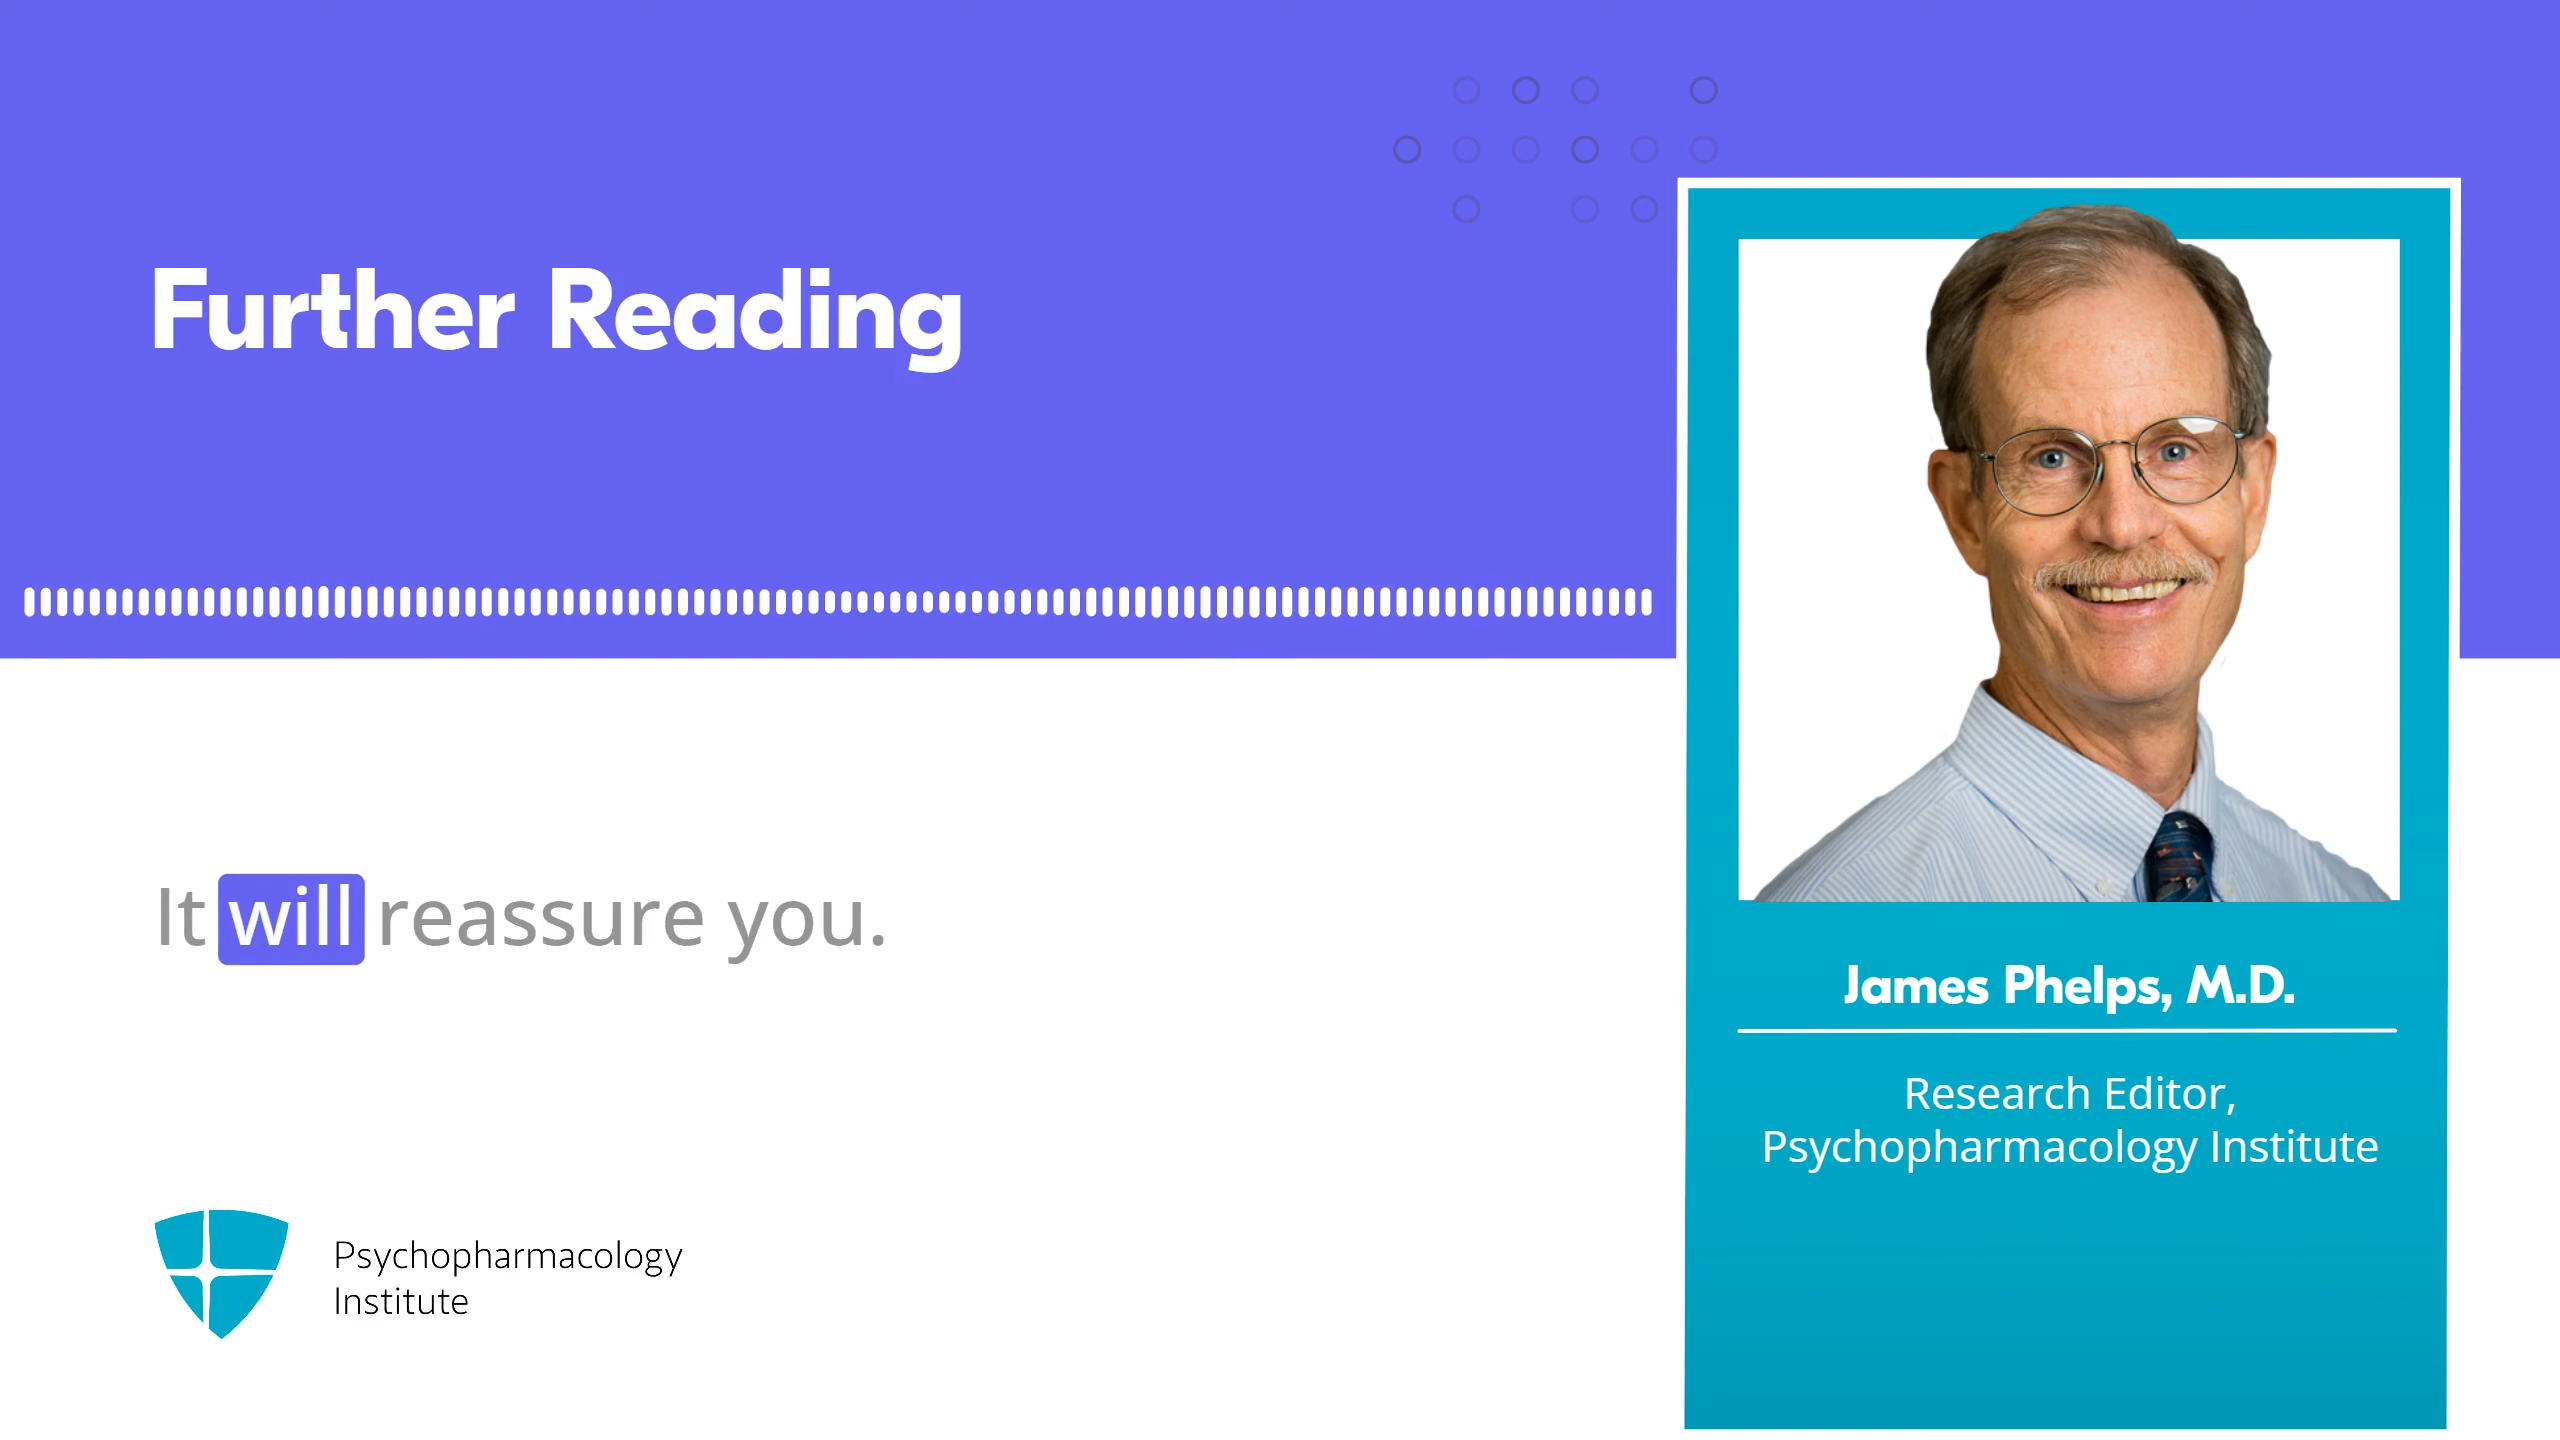 Further Reading
It will reassure you.
James Phelps, M.D.
Research Editor,
Psychopharmacology Institute
Psychopharmacology
Institute